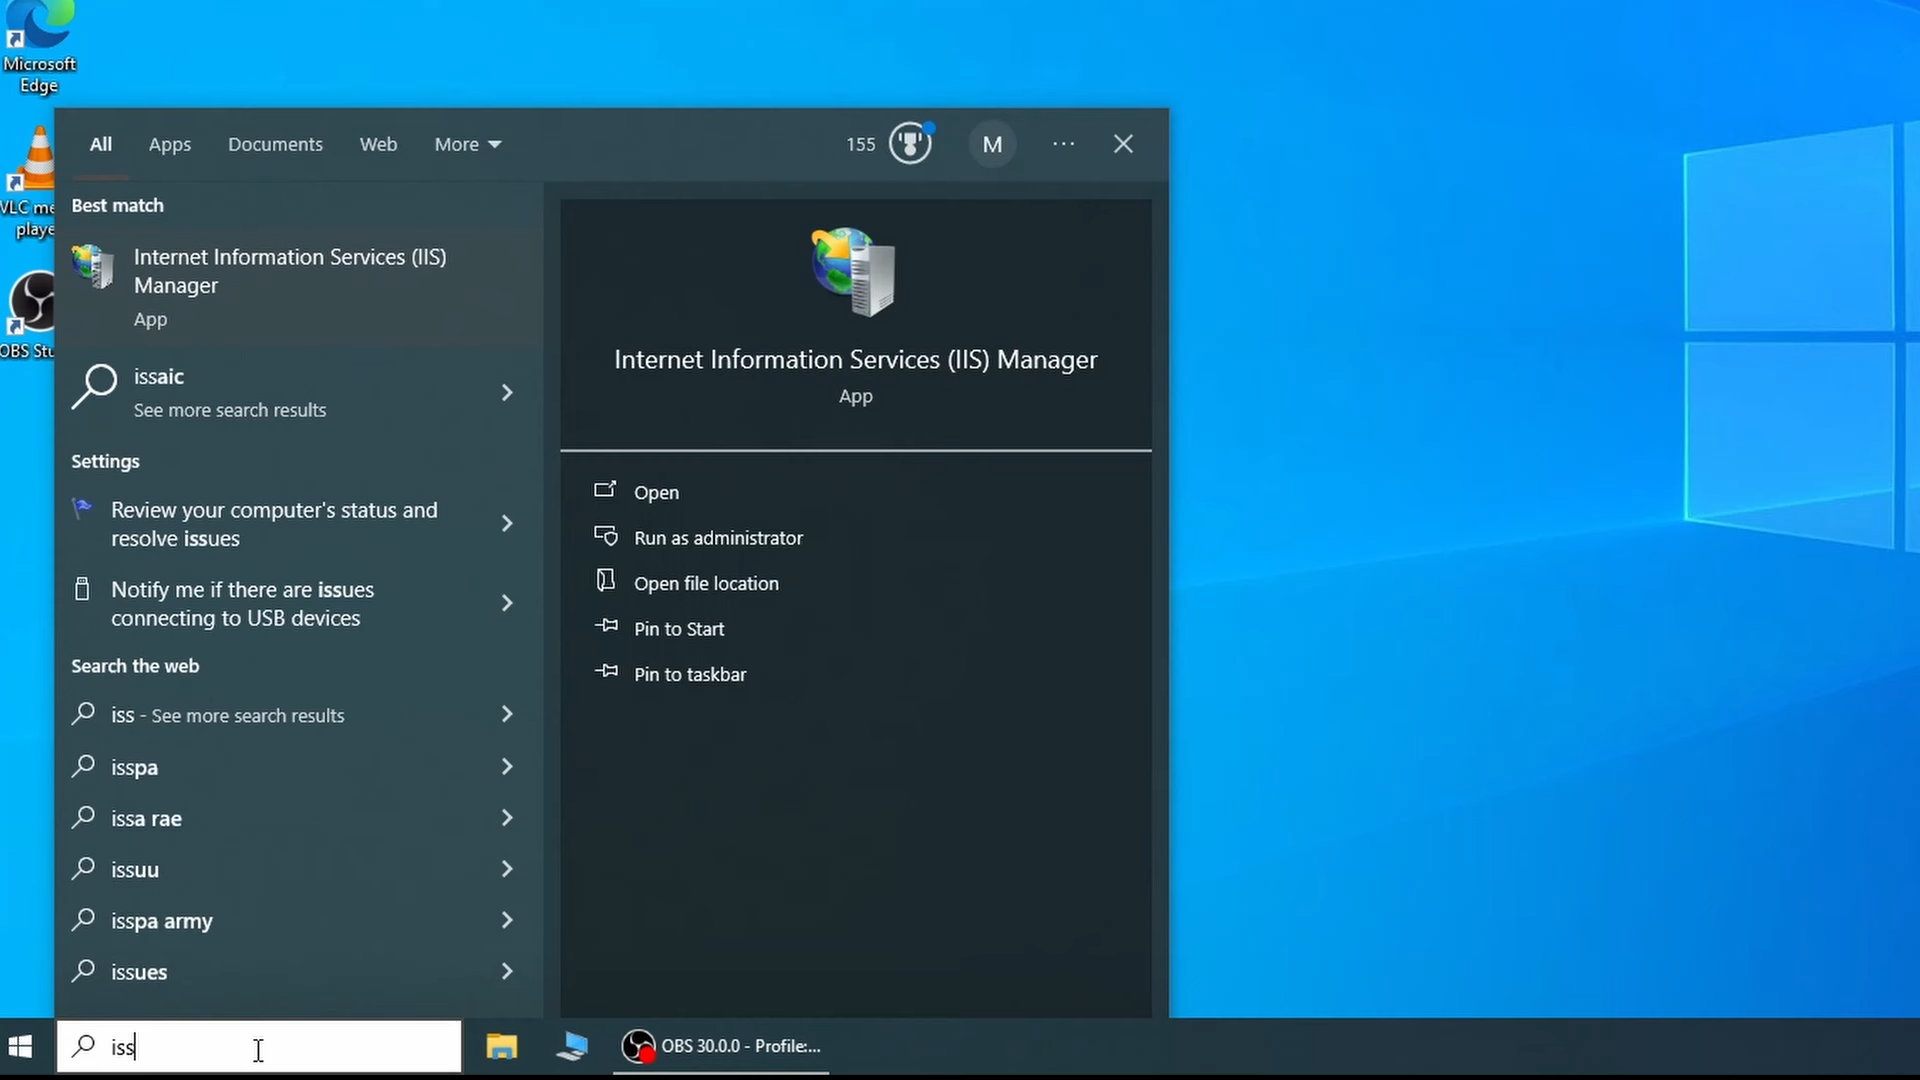 Microsoft
Edge
VLC me
playe
OBS Stu
All Apps Documents Web More 155 M ...
Best match
Internet Information Services (IIS)
Manager
App
issaic
See more search results
Settings
Review your computer's status and
resolve issues
Notify me if there are issues
connecting to USB devices
Search the web
iss - See more search results
isspa
issa rae
issuu
isspa army
issues
Internet Information Services (IIS) Manager
App
Open
Run as administrator
Open file location
Pin to Start
Pin to taskbar
iss
OBS 30.0.0 - Profile:...